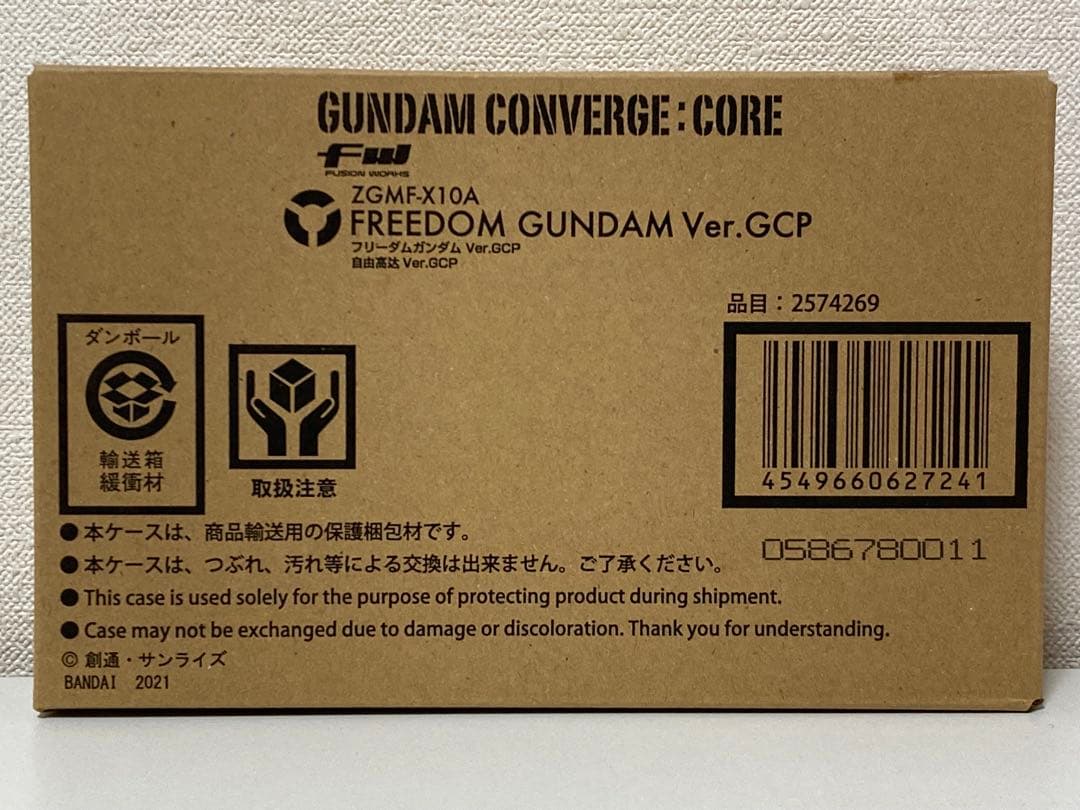 GUNDAM CONVERGE:CORE
FW
FUSION WORKS
ZGMF-X10A
FREEDOM GUNDAM Ver.GCP
フリーダムガンダム Ver.GCP
自由高达 Ver.GCP
品目：2574269
ダンボール
輸送箱
緩衝材
取扱注意
4549660627241
0586780011
● 本ケースは、商品輸送用の保護梱包材です。
● 本ケースは、つぶれ、汚れ等による交換は出来ません。ご了承ください。
● This case is used solely for the purpose of protecting product during shipment.
● Case may not be exchanged due to damage or discoloration. Thank you for understanding.
© 創通・サンライズ
BANDAI 2021